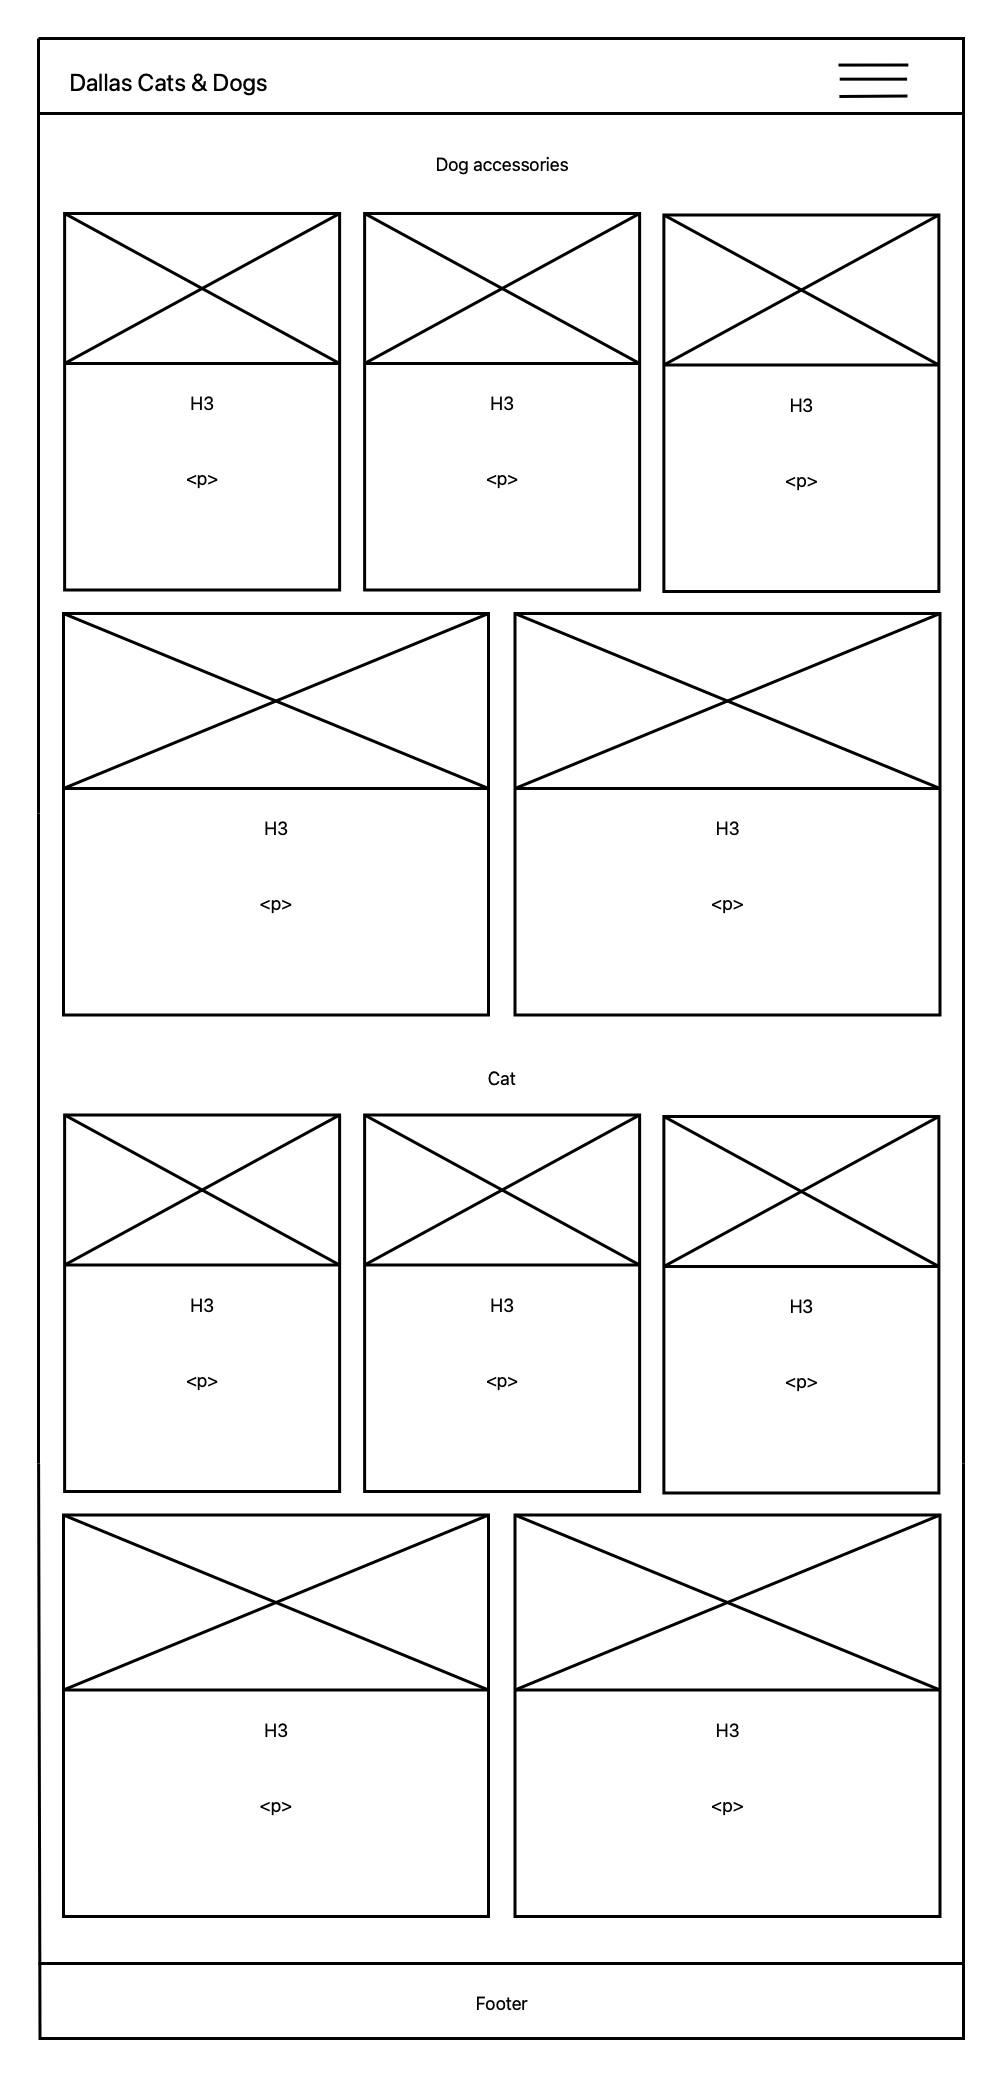 Dallas Cats & Dogs
Dog accessories
H3
H3
H3
<p>
<p>
<p>
H3
H3
<p>
<p>
Cat
H3
H3
H3
<p>
<p>
<p>
H3
H3
<p>
<p>
Footer